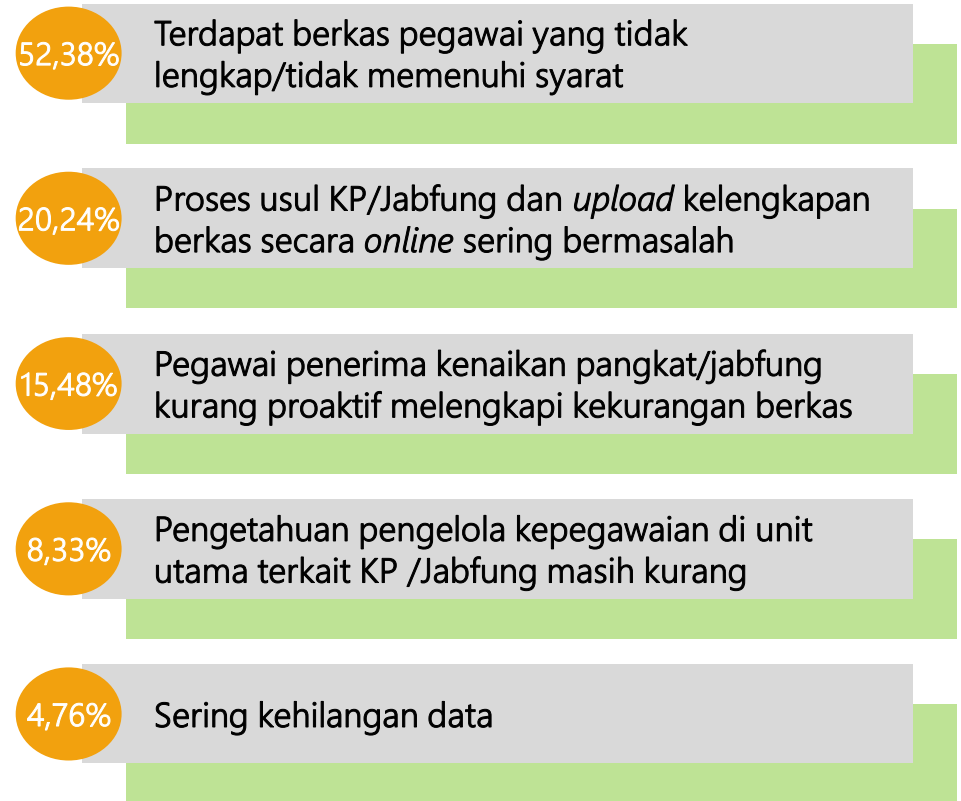 52,38%
Terdapat berkas pegawai yang tidak
lengkap/tidak memenuhi syarat
20,24%
Proses usul KP/Jabfung dan upload kelengkapan
berkas secara online sering bermasalah
15,48%
Pegawai penerima kenaikan pangkat/jabfung
kurang proaktif melengkapi kekurangan berkas
8,33%
Pengetahuan pengelola kepegawaian di unit
utama terkait KP /Jabfung masih kurang
4,76%
Sering kehilangan data